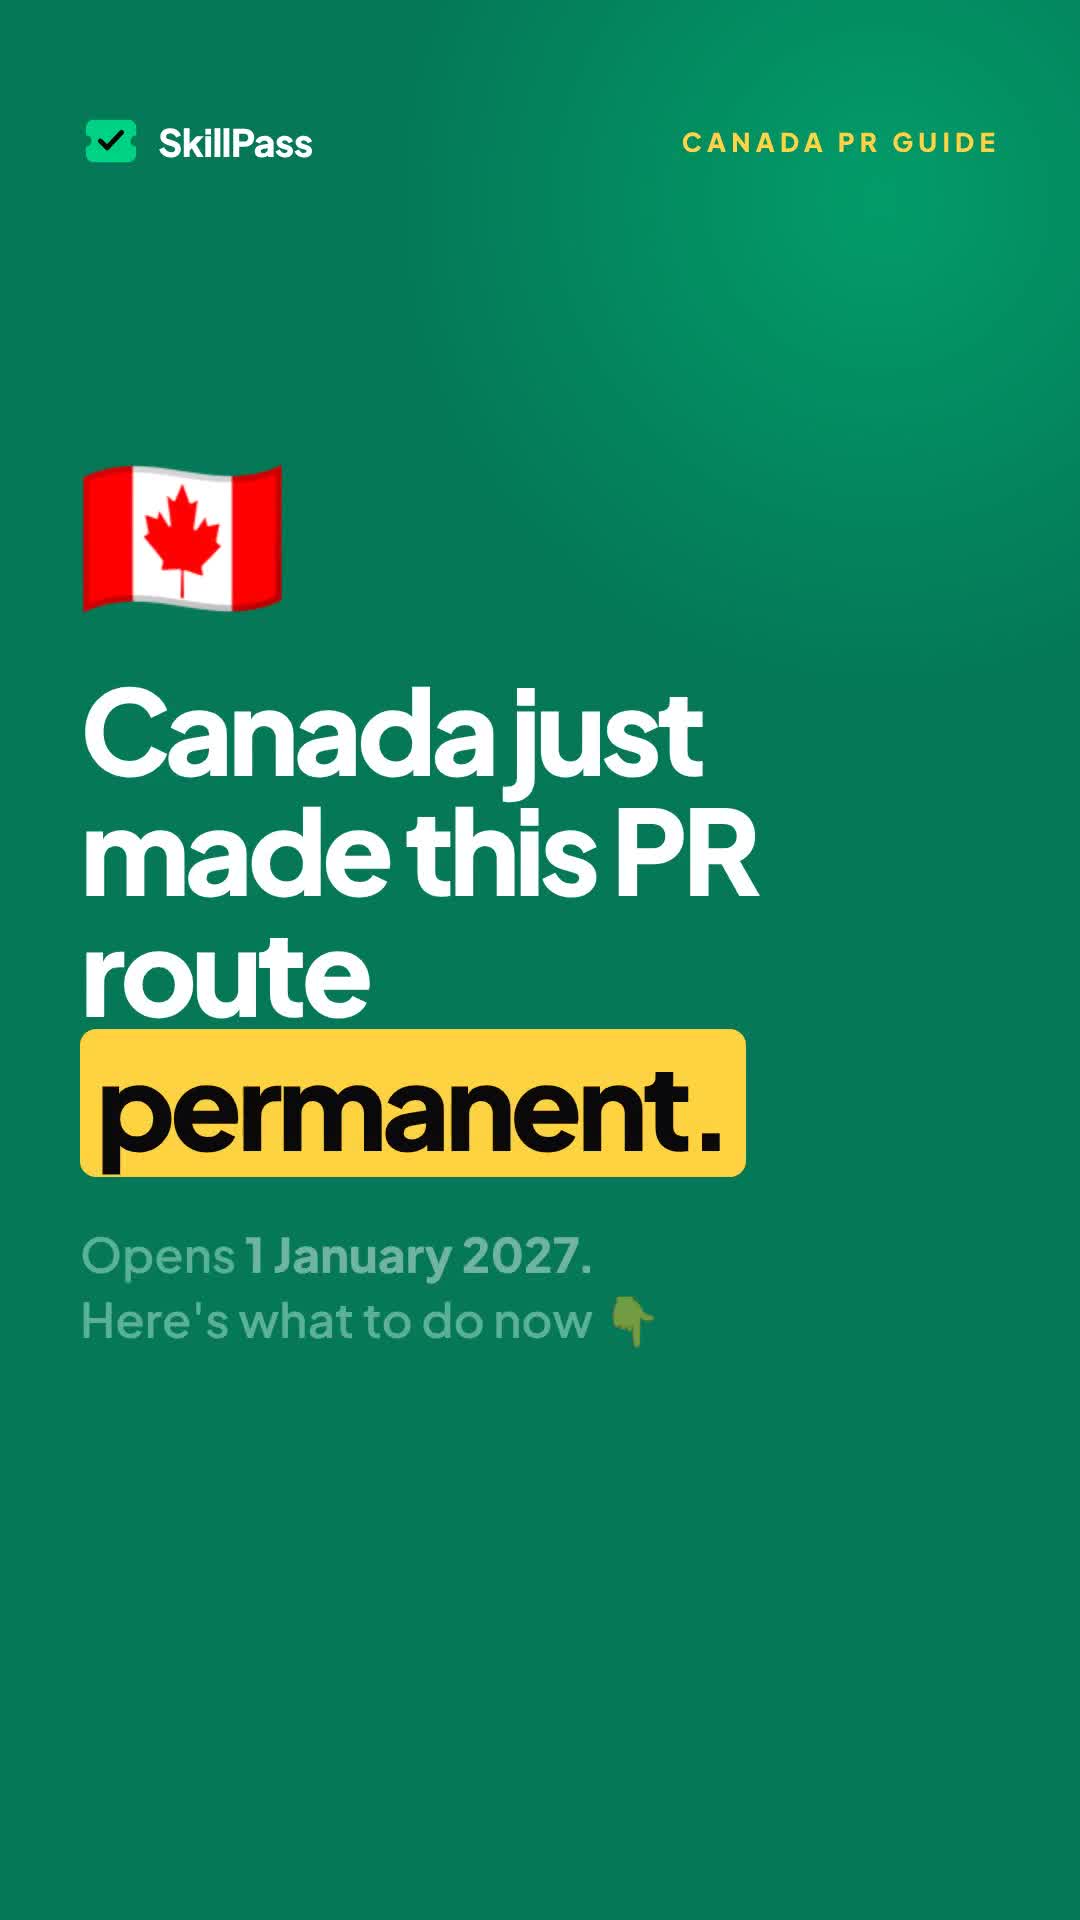 SkillPass
CANADA PR GUIDE
Canada just
made this PR
route
permanent.
Opens 1 January 2027.
Here's what to do now 👇